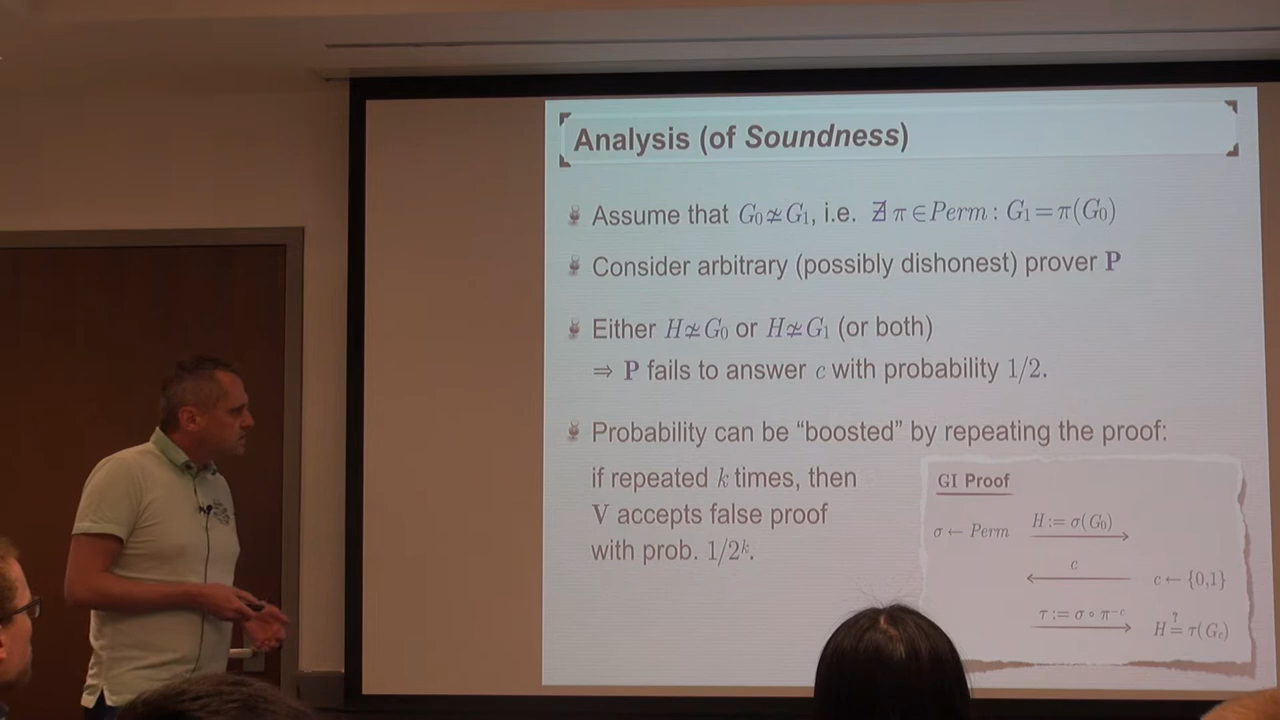 Analysis (of Soundness)
Assume that G₀≄G₁, i.e. ∄ π∈Perm : G₁=π(G₀)
Consider arbitrary (possibly dishonest) prover P
Either H≄G₀ or H≄G₁ (or both)
⇒ P fails to answer c with probability 1/2.
Probability can be “boosted” by repeating the proof:
if repeated k times, then
V accepts false proof
with prob. 1/2ᵏ.
GI Proof
σ ← Perm H := σ(G₀)
c
c ← {0,1}
τ := σ ∘ π⁻ᶜ
H ≟ τ(G_c)